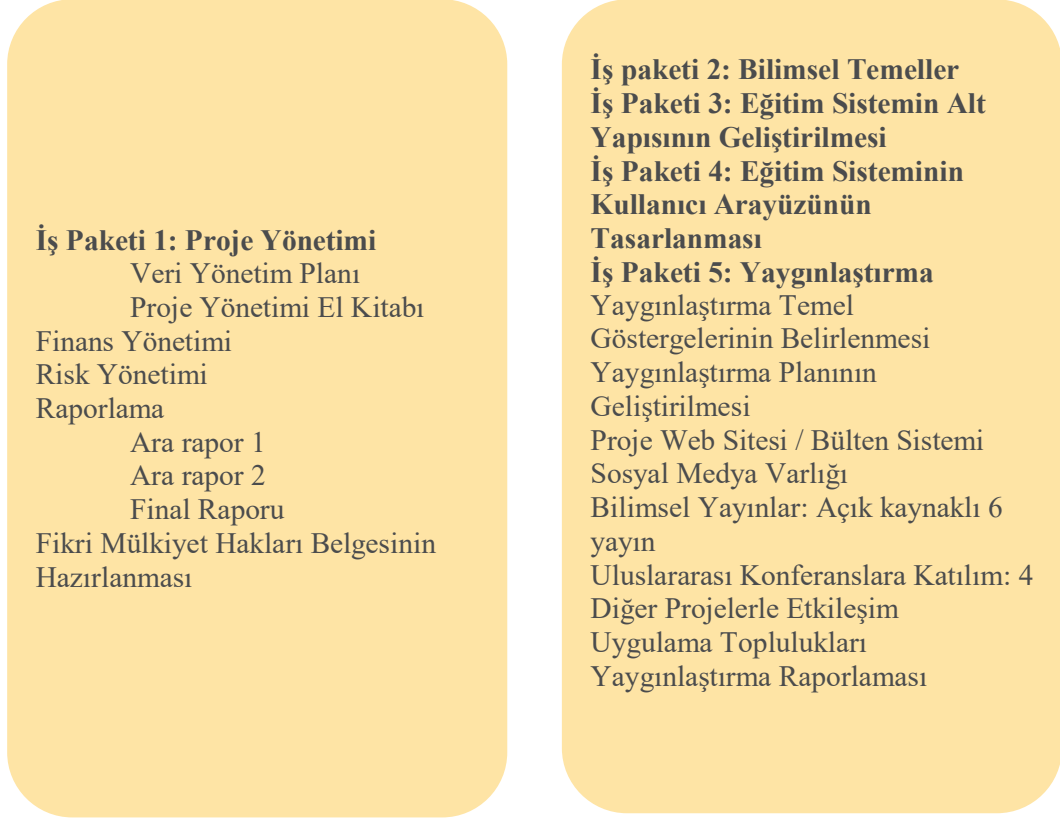 İş Paketi 1: Proje Yönetimi
Veri Yönetim Planı
Proje Yönetimi El Kitabı
Finans Yönetimi
Risk Yönetimi
Raporlama
Ara rapor 1
Ara rapor 2
Final Raporu
Fikri Mülkiyet Hakları Belgesinin
Hazırlanması
İş paketi 2: Bilimsel Temeller
İş Paketi 3: Eğitim Sistemin Alt
Yapısının Geliştirilmesi
İş Paketi 4: Eğitim Sisteminin
Kullanıcı Arayüzünün
Tasarlanması
İş Paketi 5: Yaygınlaştırma
Yaygınlaştırma Temel
Göstergelerinin Belirlenmesi
Yaygınlaştırma Planının
Geliştirilmesi
Proje Web Sitesi / Bülten Sistemi
Sosyal Medya Varlığı
Bilimsel Yayınlar: Açık kaynaklı 6
yayın
Uluslararası Konferanslara Katılım: 4
Diğer Projelerle Etkileşim
Uygulama Toplulukları
Yaygınlaştırma Raporlaması